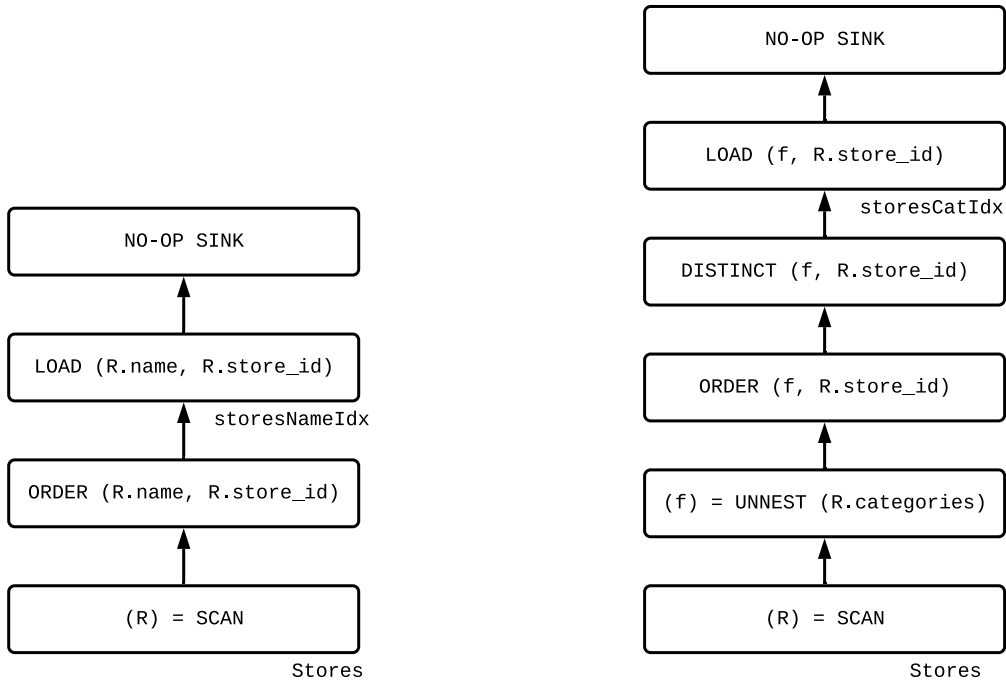 NO-OP SINK
LOAD (R.name, R.store_id)
storesNameIdx
ORDER (R.name, R.store_id)
(R) = SCAN
Stores
NO-OP SINK
LOAD (f, R.store_id)
storesCatIdx
DISTINCT (f, R.store_id)
ORDER (f, R.store_id)
(f) = UNNEST (R.categories)
(R) = SCAN
Stores